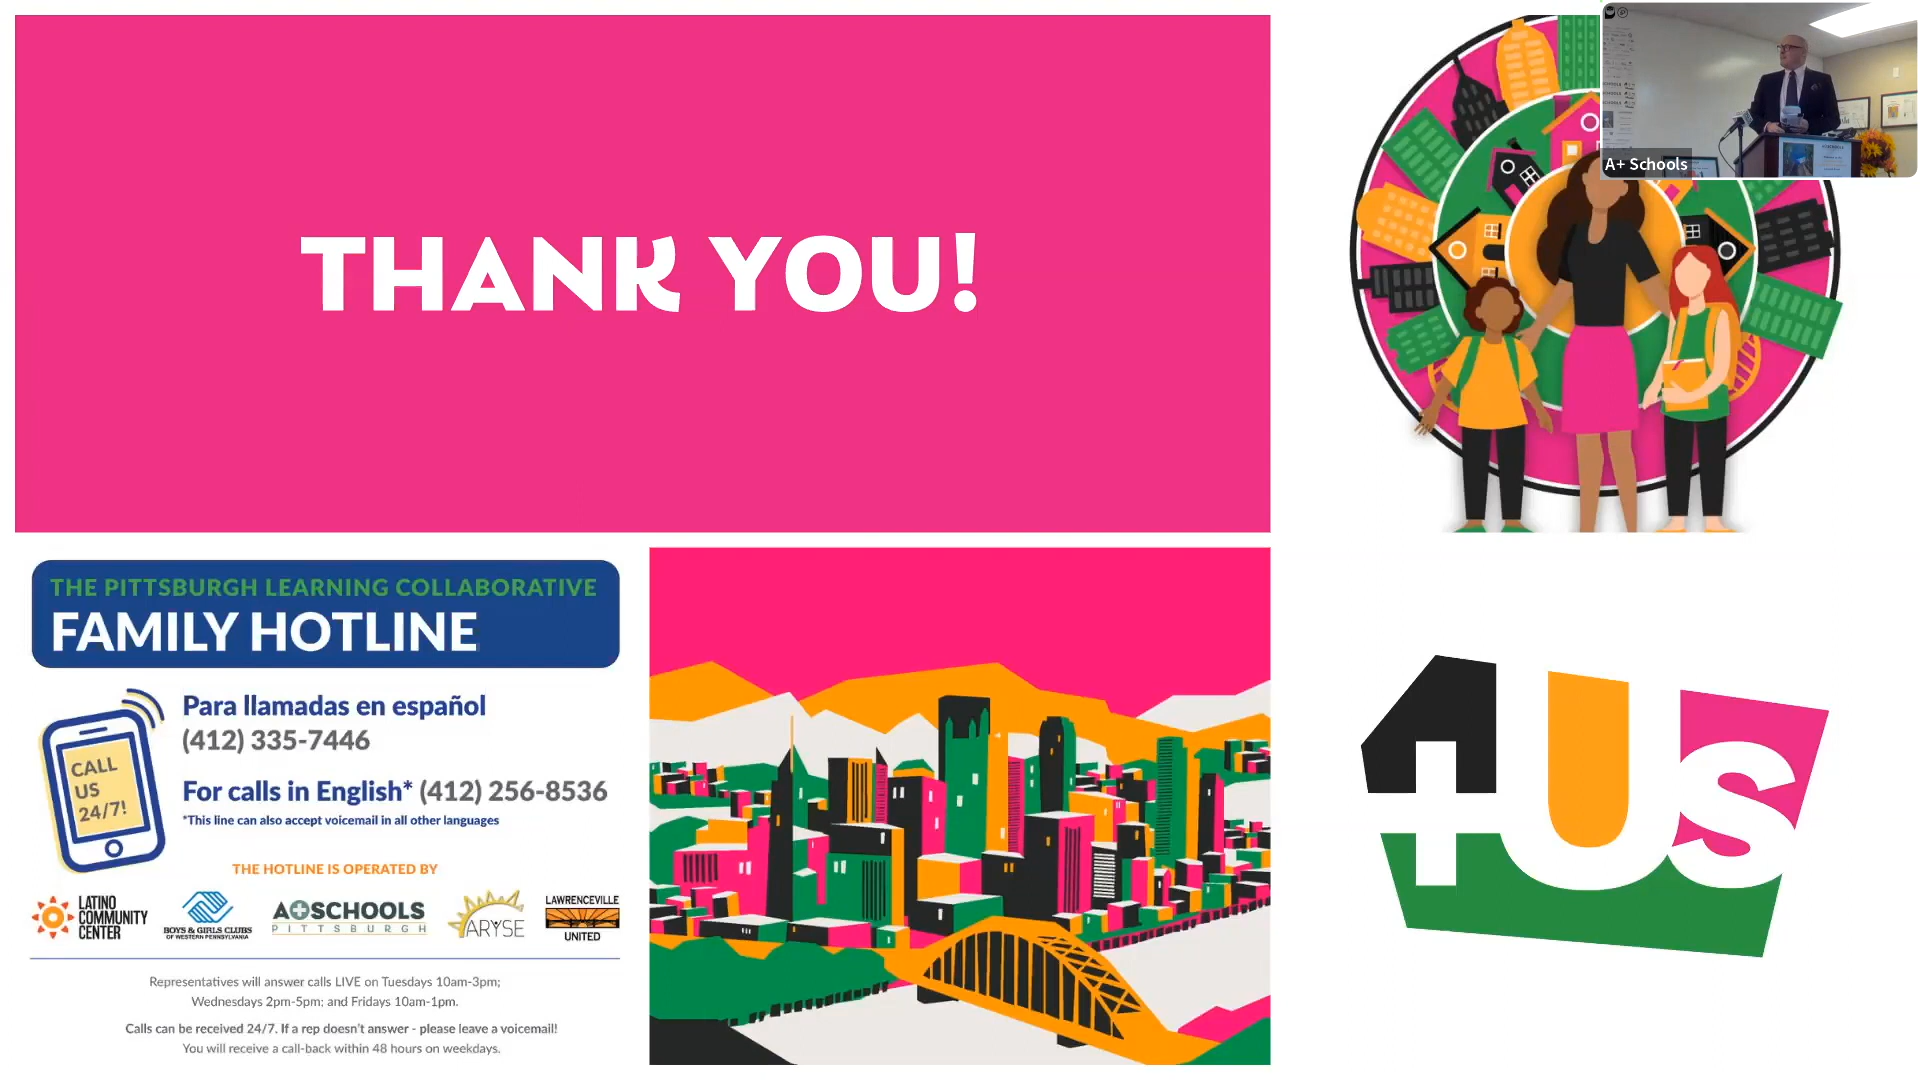 THANK YOU!
A+ Schools
THE PITTSBURGH LEARNING COLLABORATIVE
FAMILY HOTLINE
CALL
US
24/7!
Para llamadas en español
(412) 335-7446
For calls in English* (412) 256-8536
*This line can also accept voicemail in all other languages
THE HOTLINE IS OPERATED BY
LATINO
COMMUNITY
CENTER
BOYS & GIRLS CLUBS
OF WESTERN PENNSYLVANIA
A+SCHOOLS
PITTSBURGH
ARYSE
LAWRENCEVILLE
UNITED
Representatives will answer calls LIVE on Tuesdays 10am-3pm;
Wednesdays 2pm-5pm; and Fridays 10am-1pm.
Calls can be received 24/7. If a rep doesn't answer - please leave a voicemail!
You will receive a call-back within 48 hours on weekdays.
4US